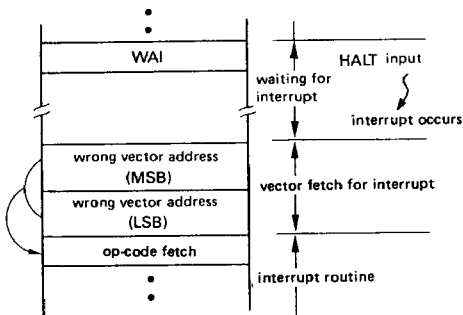 WAI
HALT input
waiting for
interrupt
interrupt occurs
wrong vector address
(MSB)
vector fetch for interrupt
wrong vector address
(LSB)
op-code fetch
interrupt routine